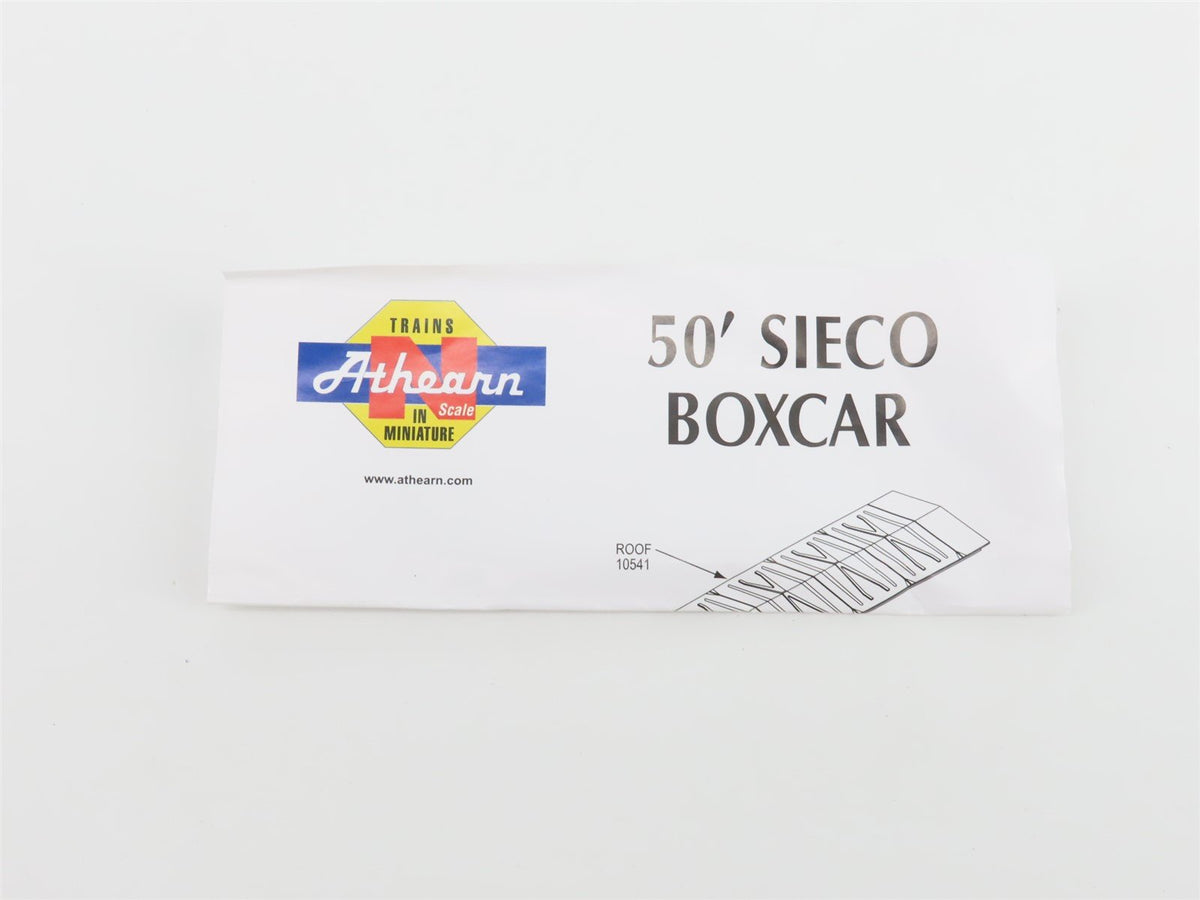 TRAINS
Athearn
N Scale
IN
MINIATURE
www.athearn.com
50′ SIECO
BOXCAR
ROOF
10541